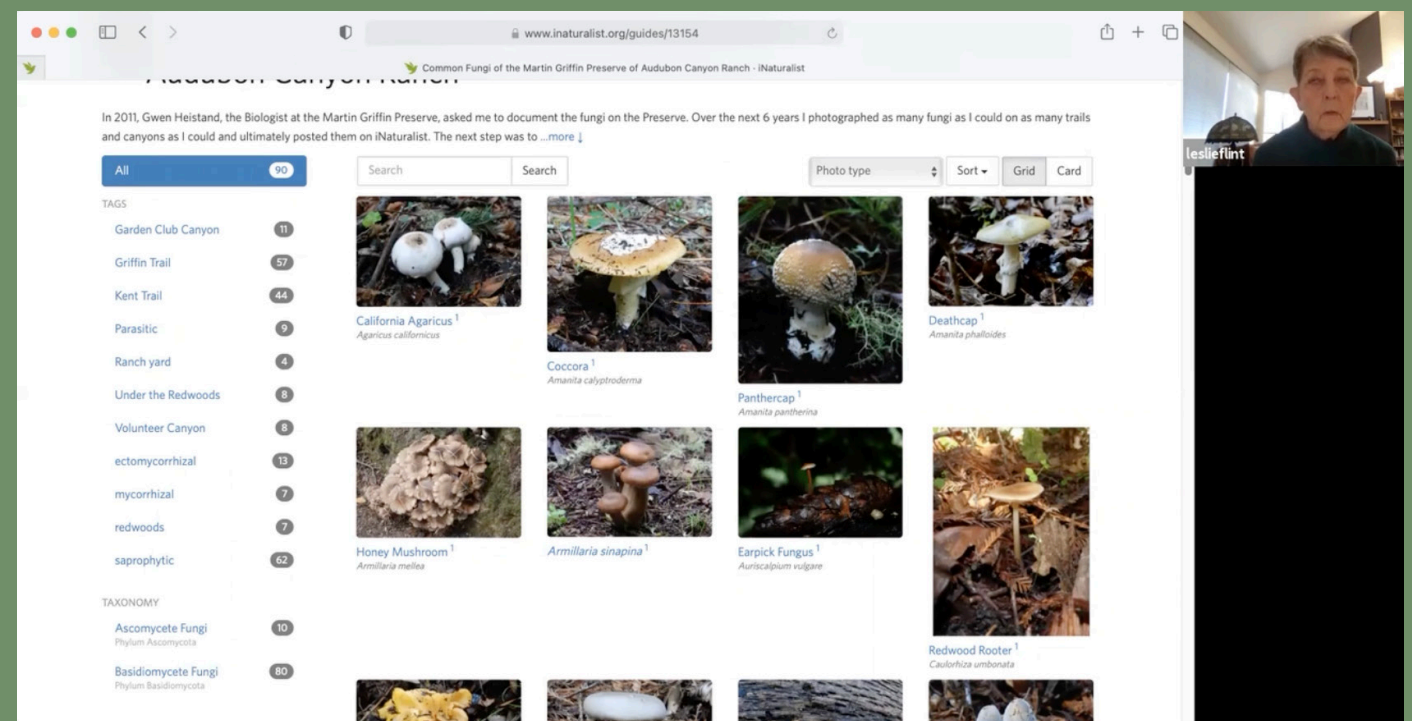 www.inaturalist.org/guides/13154
Common Fungi of the Martin Griffin Preserve of Audubon Canyon Ranch · iNaturalist
Audubon Canyon Ranch
In 2011, Gwen Heistand, the Biologist at the Martin Griffin Preserve, asked me to document the fungi on the Preserve. Over the next 6 years I photographed as many fungi as I could on as many trails
and canyons as I could and ultimately posted them on iNaturalist. The next step was to ...more ↓
leslieflint
All 90
Search Search Photo type Sort Grid Card
TAGS
Garden Club Canyon 11
Griffin Trail 57
Kent Trail 44
Parasitic 9
Ranch yard 4
Under the Redwoods 8
Volunteer Canyon 8
ectomycorrhizal 13
mycorrhizal 7
redwoods 7
saprophytic 62
TAXONOMY
Ascomycete Fungi 10
Phylum Ascomycota
Basidiomycete Fungi 80
Phylum Basidiomycota
California Agaricus 1
Agaricus californicus
Coccora 1
Amanita calyptroderma
Panthercap 1
Amanita pantherina
Deathcap 1
Amanita phalloides
Honey Mushroom 1
Armillaria mellea
Armillaria sinapina 1
Earpick Fungus 1
Auriscalpium vulgare
Redwood Rooter 1
Caulorhiza umbonata